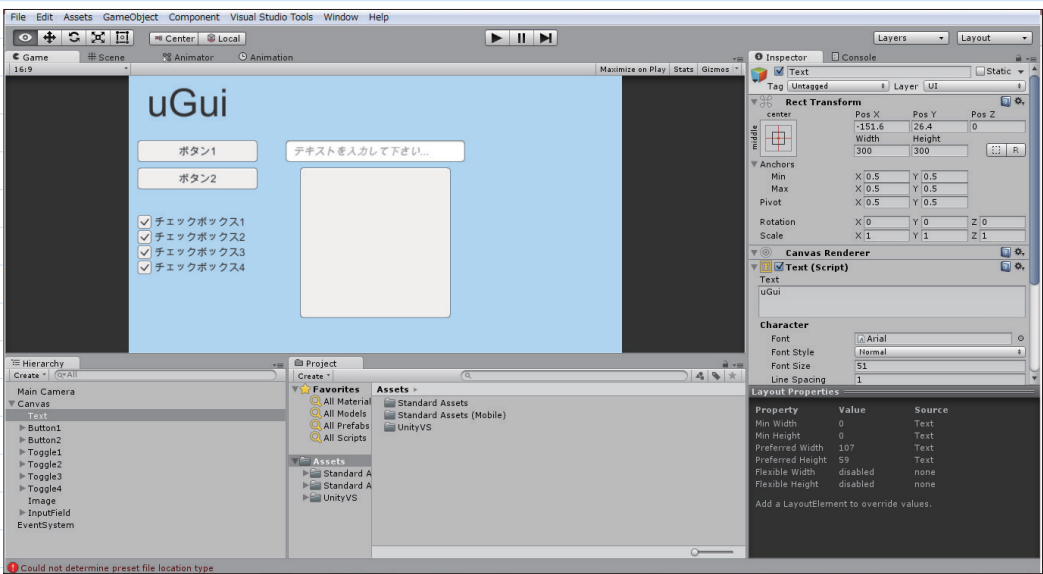 File Edit Assets GameObject Component Visual Studio Tools Window Help
Center Local Layers Layout
Game Scene Animator Animation
16:9 Maximize on Play Stats Gizmos
uGui
ボタン1
テキストを入力して下さい...
ボタン2
チェックボックス1
チェックボックス2
チェックボックス3
チェックボックス4
Inspector Console
Text Static
Tag Untagged Layer UI
Rect Transform
center Pos X Pos Y Pos Z
middle
-151.6 26.4 0
Width Height
300 300 R
Anchors
Min X 0.5 Y 0.5
Max X 0.5 Y 0.5
Pivot X 0.5 Y 0.5
Rotation X 0 Y 0 Z 0
Scale X 1 Y 1 Z 1
Canvas Renderer
Text (Script)
Text
uGui
Character
Font Arial
Font Style Normal
Font Size 51
Line Spacing 1
Layout Properties
Property Value Source
Min Width 0 Text
Min Height 0 Text
Preferred Width 107 Text
Preferred Height 59 Text
Flexible Width disabled none
Flexible Height disabled none
Add a LayoutElement to override values.
Hierarchy
Create All
Main Camera
Canvas
Text
Button1
Button2
Toggle1
Toggle2
Toggle3
Toggle4
Image
InputField
EventSystem
Project
Create
Favorites
All Material
All Models
All Prefabs
All Scripts
Assets
Standard A
Standard A
UnityVS
Assets
Standard Assets
Standard Assets (Mobile)
UnityVS
Could not determine preset file location type